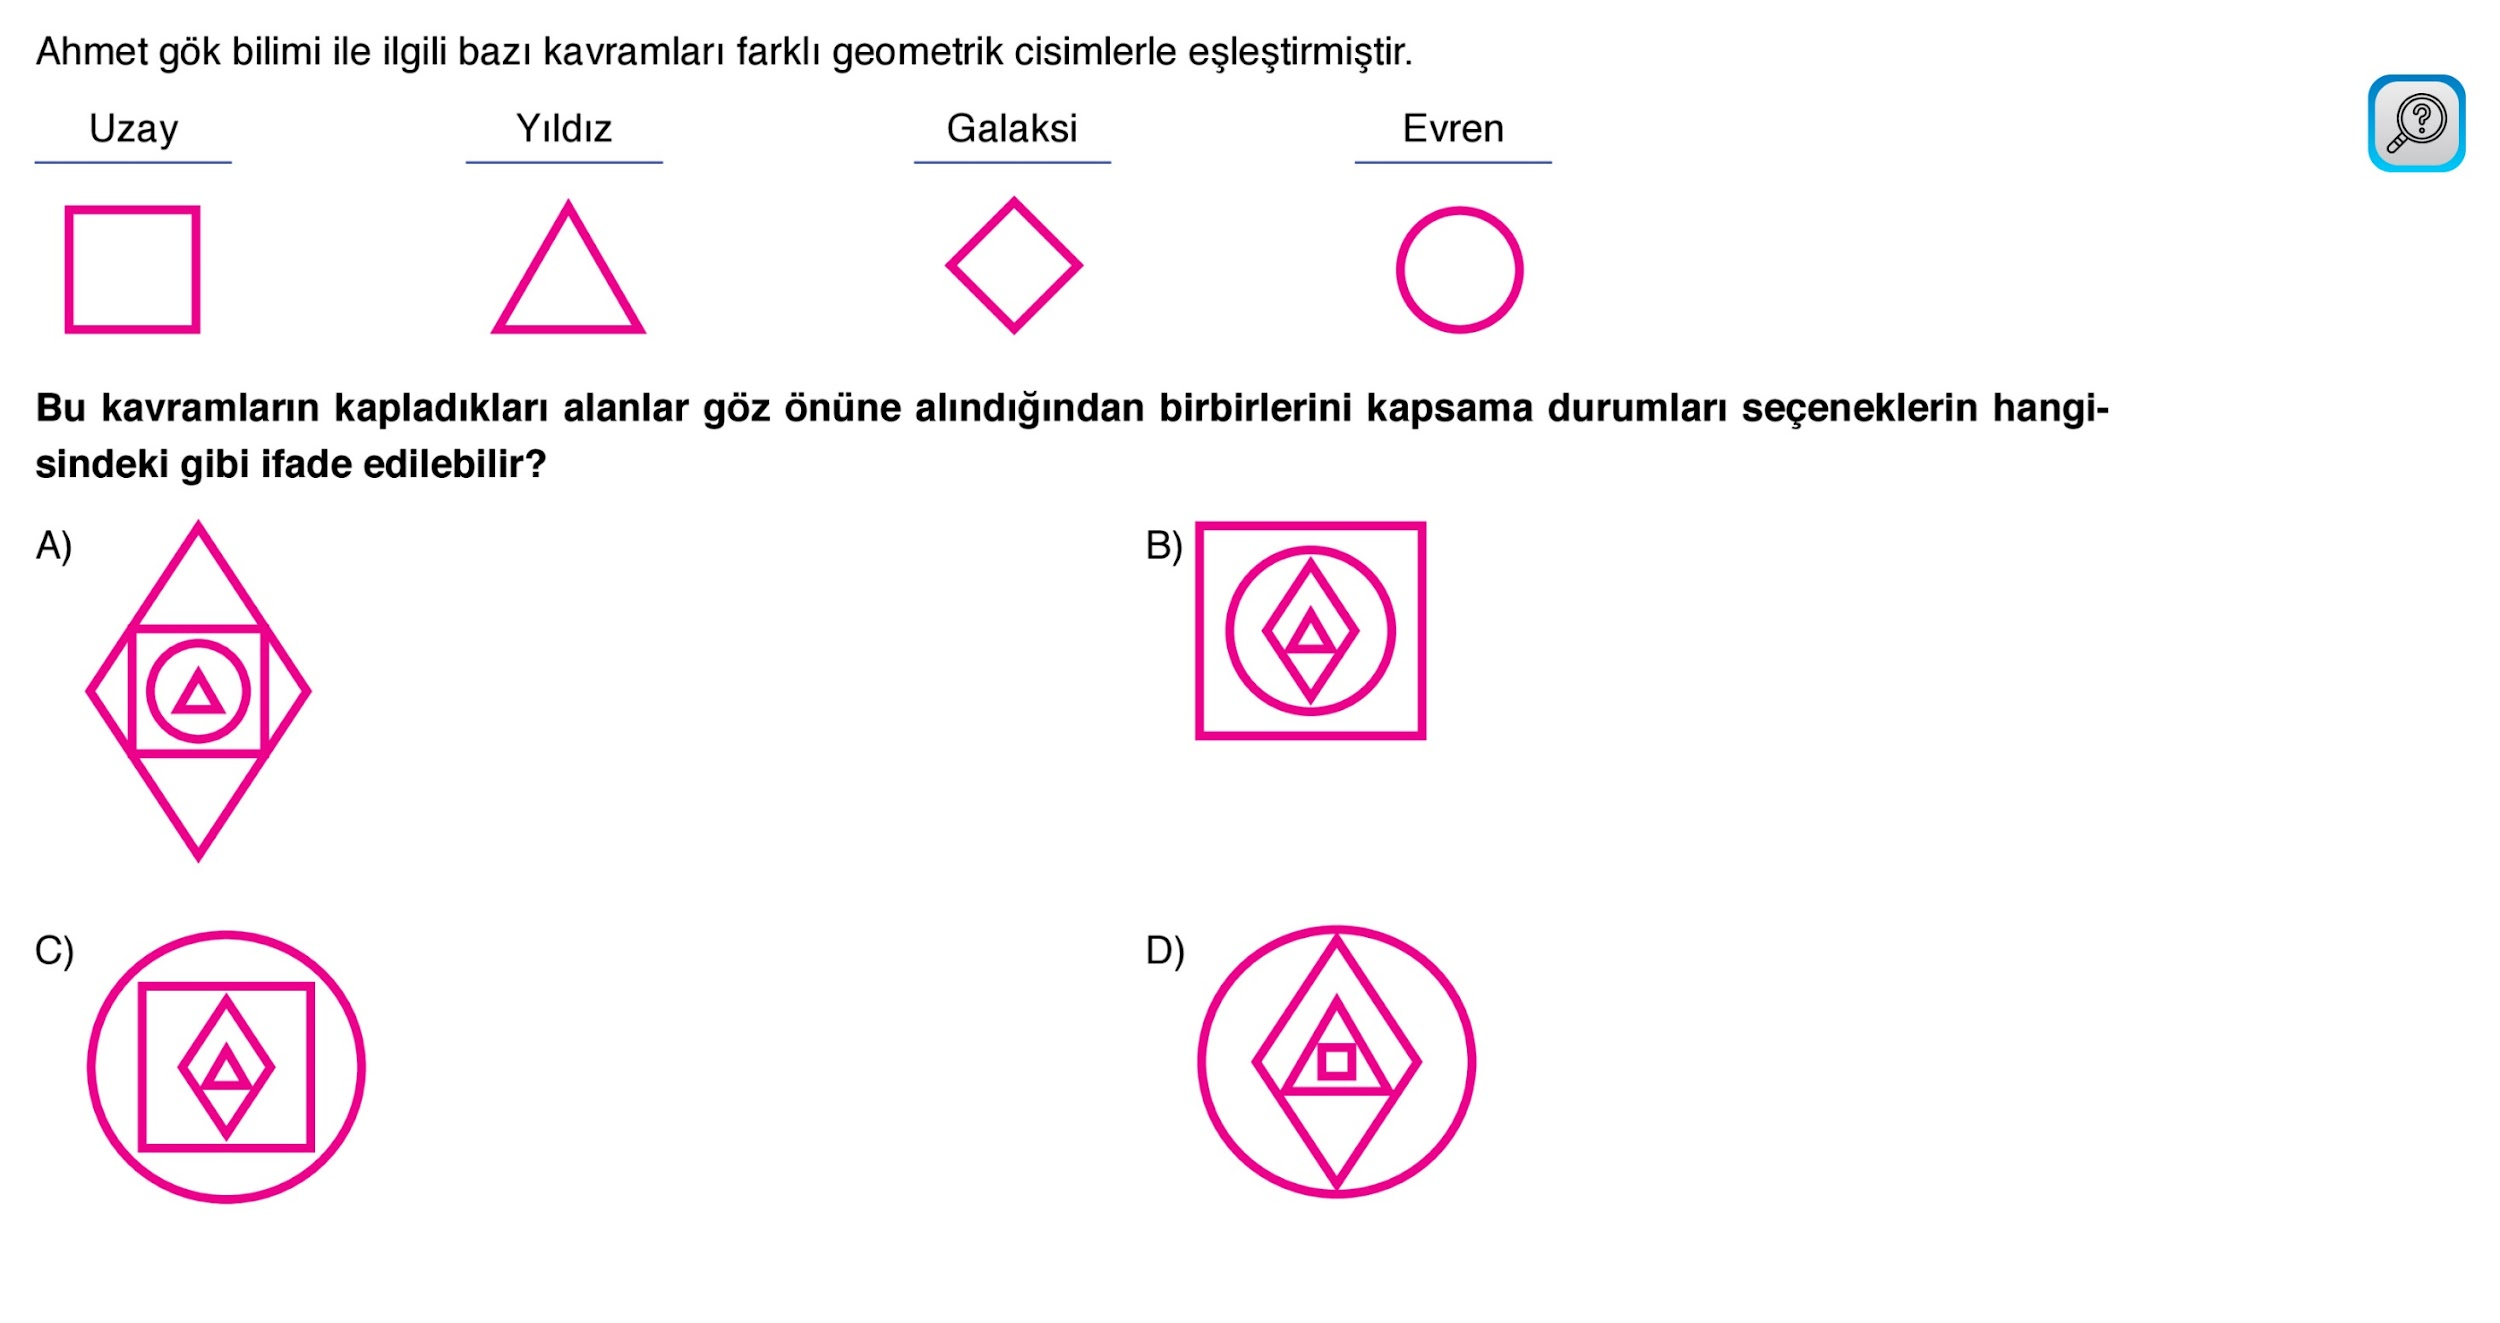 Ahmet gök bilimi ile ilgili bazı kavramları farklı geometrik cisimlerle eşleştirmiştir.
Uzay Yıldız Galaksi Evren
?
Bu kavramların kapladıkları alanlar göz önüne alındığından birbirlerini kapsama durumları seçeneklerin hangi-
sindeki gibi ifade edilebilir?
A) B)
C) D)